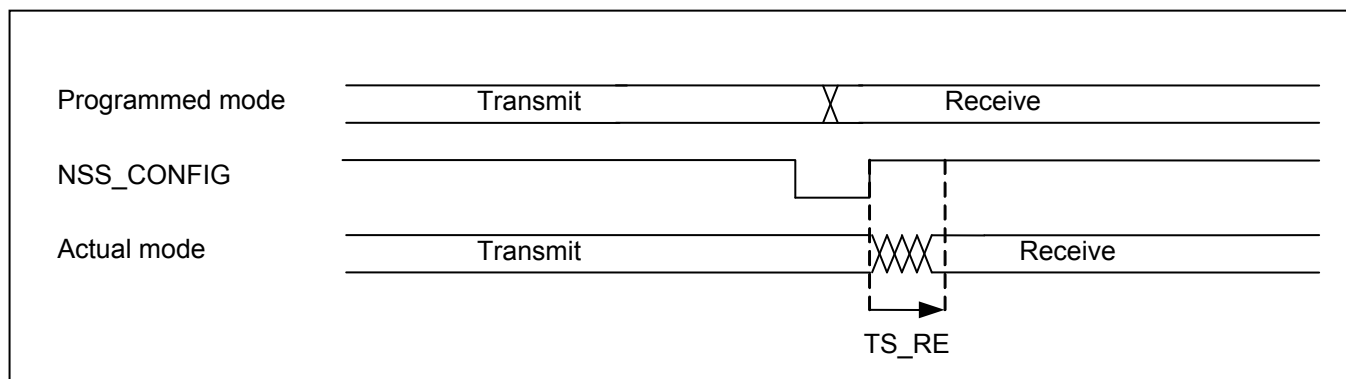 Programmed mode Transmit Receive
NSS_CONFIG
Actual mode Transmit Receive
TS_RE